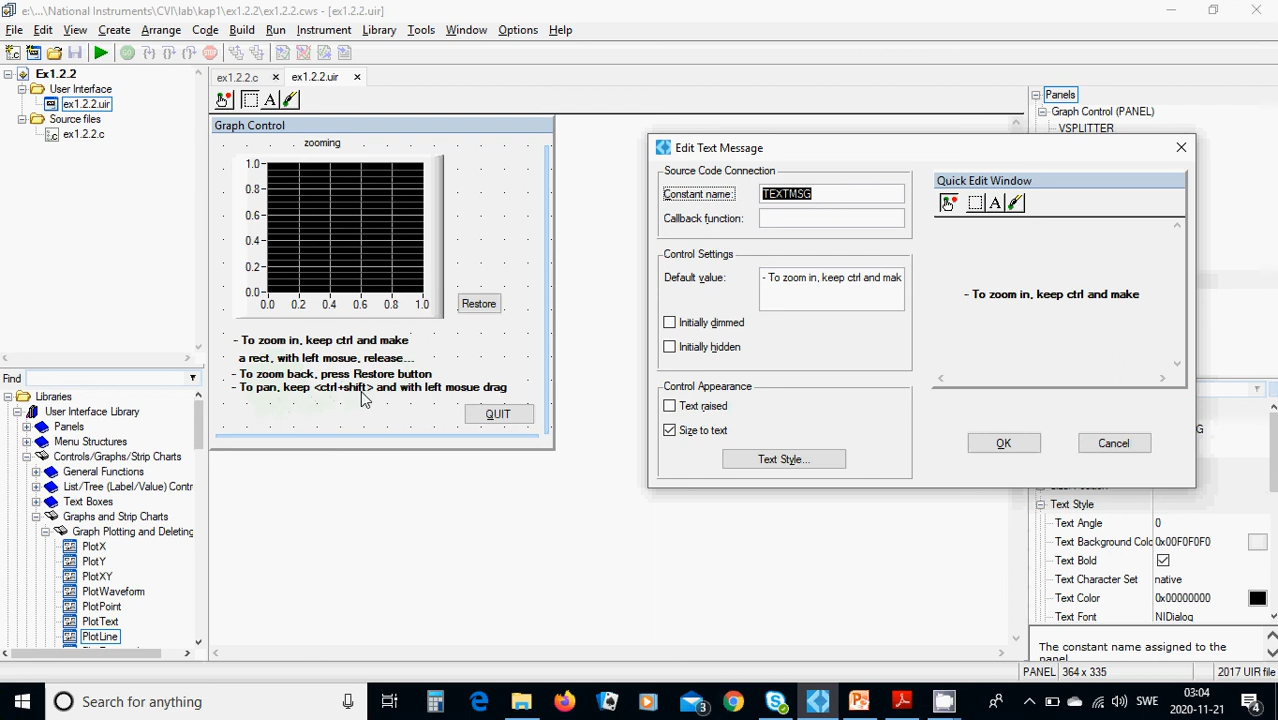 e:\...\National Instruments\CVI\lab\kap1\ex1.2.2\ex1.2.2.cws - [ex1.2.2.uir]
File Edit View Create Arrange Code Build Run Instrument Library Tools Window Options Help
Ex1.2.2
User Interface
ex1.2.2.uir
Source files
ex1.2.2.c
ex1.2.2.c
ex1.2.2.uir
Graph Control
zooming
1.0
0.8
0.6
0.4
0.2
0.0
0.0 0.2 0.4 0.6 0.8 1.0
Restore
- To zoom in, keep ctrl and make
a rect, with left mosue, release...
- To zoom back, press Restore button
- To pan, keep <ctrl+shift> and with left mosue drag
QUIT
Edit Text Message
Source Code Connection
Constant name: TEXTMSG
Callback function:
Control Settings
Default value: - To zoom in, keep ctrl and mak
Initially dimmed
Initially hidden
Control Appearance
Text raised
Size to text
Text Style...
Quick Edit Window
- To zoom in, keep ctrl and make
OK Cancel
Panels
Graph Control (PANEL)
VSPLITTER
Text Style
Text Angle 0
Text Background Colo 0x00F0F0F0
Text Bold
Text Character Set native
Text Color 0x00000000
Text Font NIDialog
The constant name assigned to the
panel.
Find
Libraries
User Interface Library
Panels
Menu Structures
Controls/Graphs/Strip Charts
General Functions
List/Tree (Label/Value) Contr
Text Boxes
Graphs and Strip Charts
Graph Plotting and Deleting
PlotX
PlotY
PlotXY
PlotWaveform
PlotPoint
PlotText
PlotLine
PANEL 364 x 335 2017 UIR file
Search for anything
3
SWE
03:04
2020-11-21
4